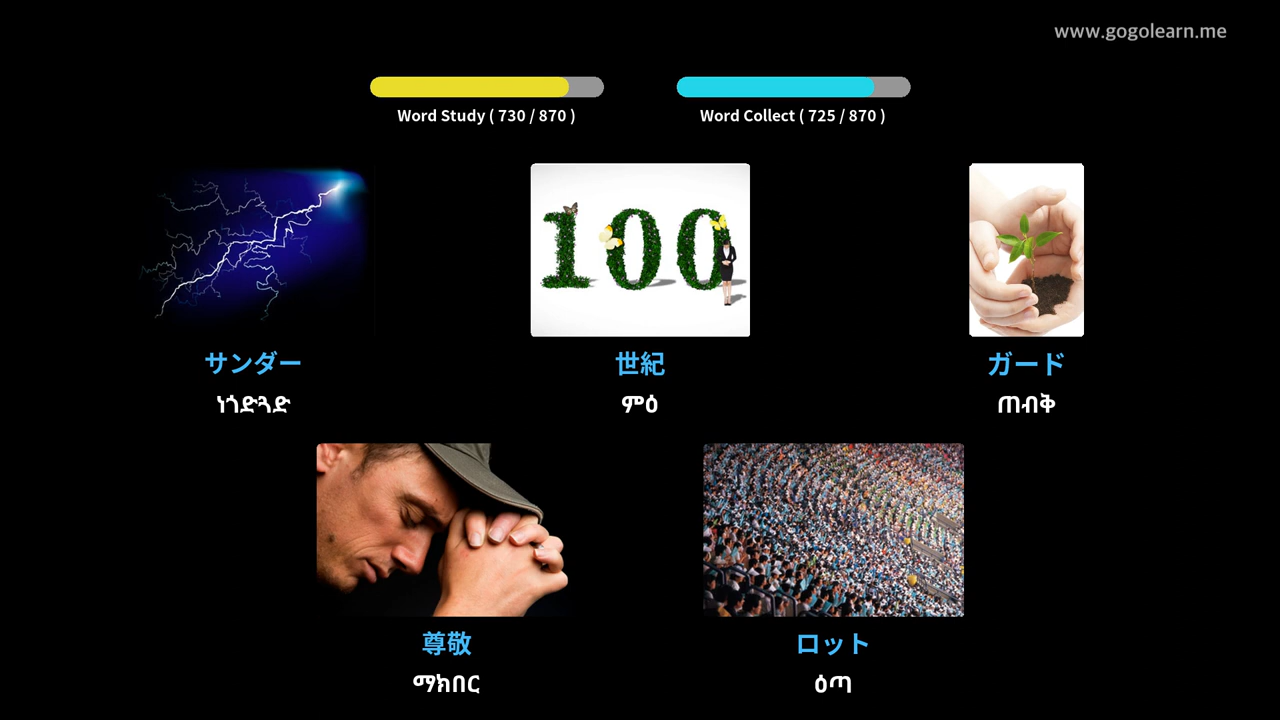 www.gogolearn.me
Word Study ( 730 / 870 )
Word Collect ( 725 / 870 )
サンダー
世紀
ガード
ነጎድጓድ
ምዕ
ጠብቅ
尊敬
ロット
ማክበር
ዕጣ